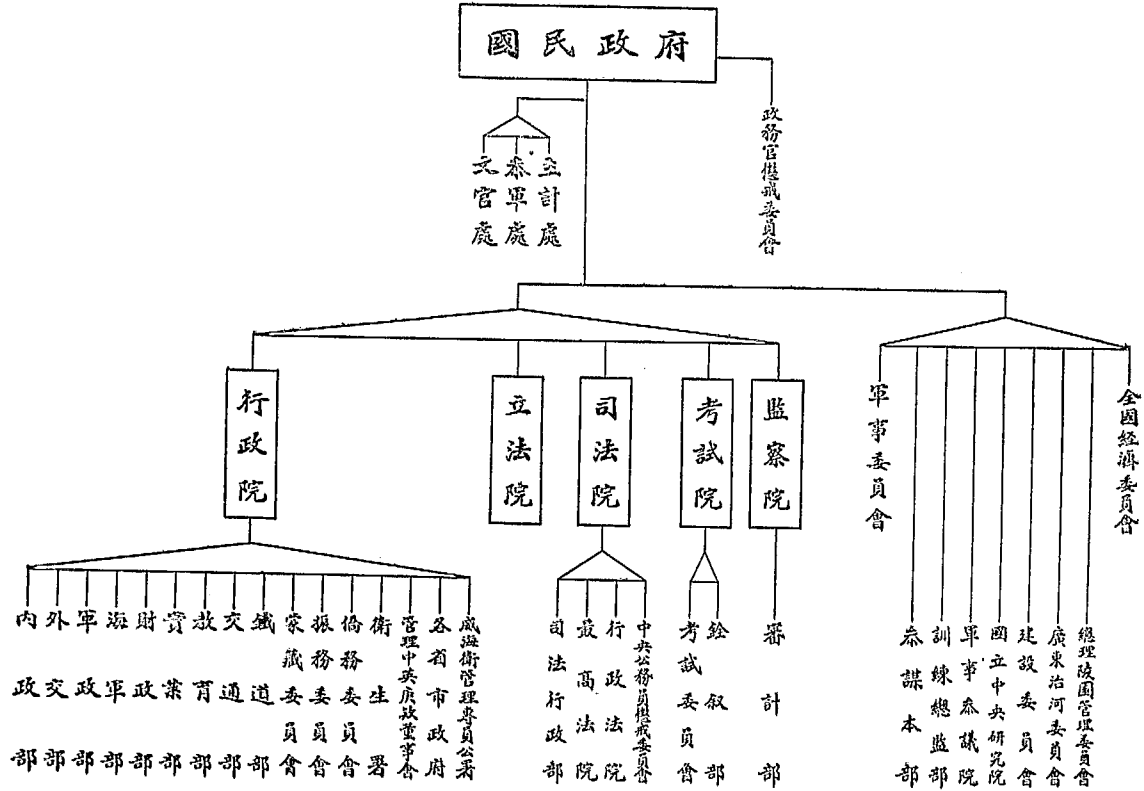 國民政府
政務官懲戒委員會
文官處
參軍處
主計處
行政院
立法院
司法院
考試院
監察院
軍事委員會
全國經濟委員會
內政部
外交部
軍政部
海軍部
財政部
實業部
教育部
交通部
鐵道部
蒙藏委員會
振務委員會
僑務委員會
衛生署
管理中英庚款董事會
各省市政府
威海衛管理專員公署
司法行政部
最高法院
行政法院
中央公務員懲戒委員會
考試委員會
銓叙部
審計部
參謀本部
訓練總監部
軍事參議院
國立中央研究院
建設委員會
廣東治河委員會
總理陵園管理委員會